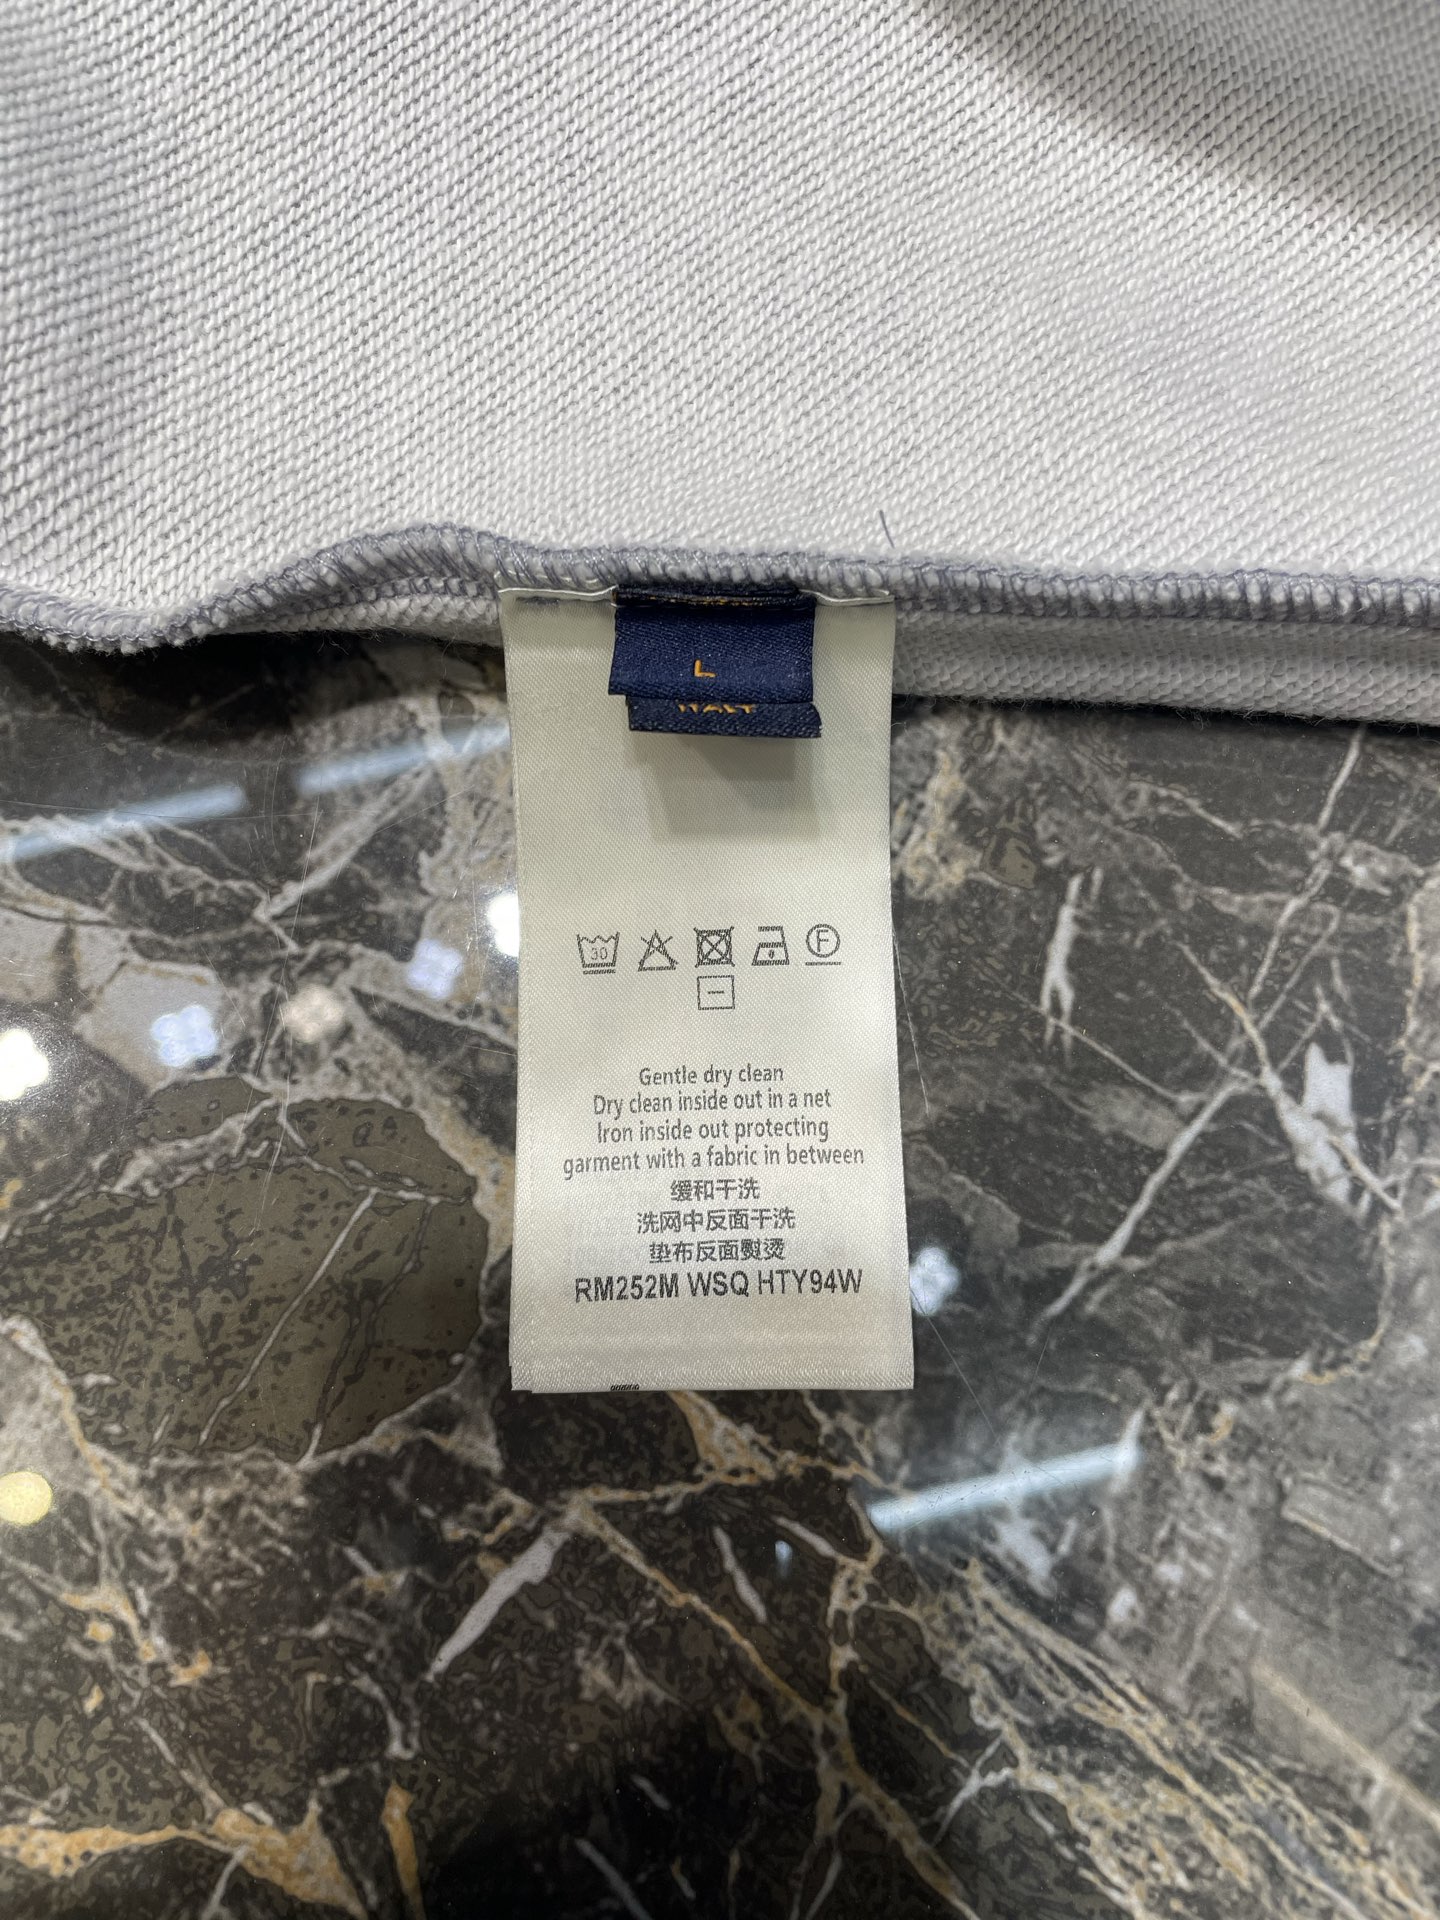 L
ITALY
30
F
Gentle dry clean
Dry clean inside out in a net
Iron inside out protecting
garment with a fabric in between
缓和干洗
洗网中反面干洗
垫布反面熨烫
RM252M WSQ HTY94W